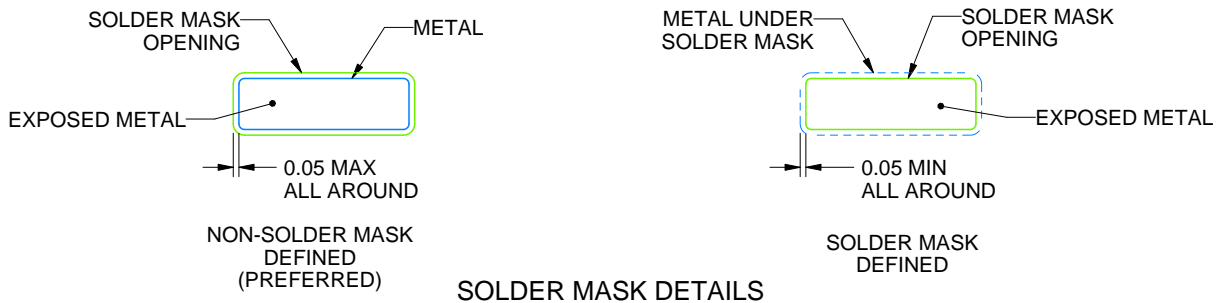 SOLDER MASK
OPENING
METAL
EXPOSED METAL
0.05 MAX
ALL AROUND
NON-SOLDER MASK
DEFINED
(PREFERRED)
METAL UNDER
SOLDER MASK
SOLDER MASK
OPENING
EXPOSED METAL
0.05 MIN
ALL AROUND
SOLDER MASK
DEFINED
SOLDER MASK DETAILS